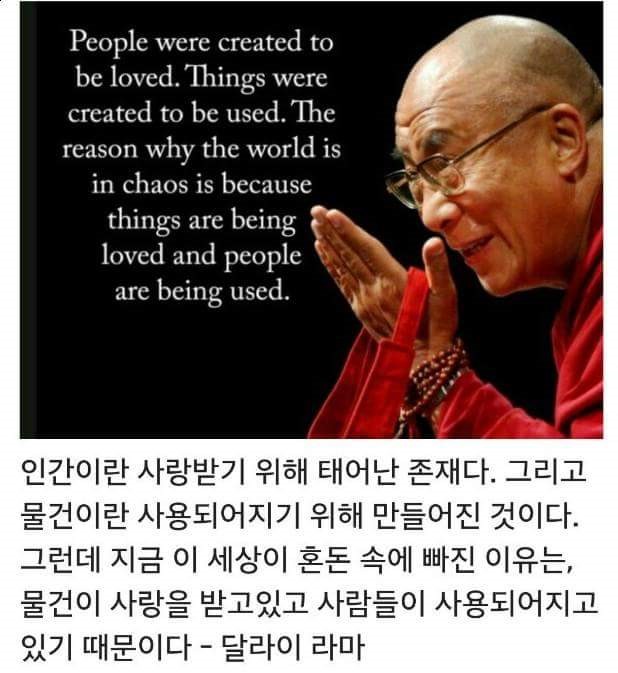 People were created to
be loved. Things were
created to be used. The
reason why the world is
in chaos is because
things are being
loved and people
are being used.
인간이란 사랑받기 위해 태어난 존재다. 그리고
물건이란 사용되어지기 위해 만들어진 것이다.
그런데 지금 이 세상이 혼돈 속에 빠진 이유는,
물건이 사랑을 받고있고 사람들이 사용되어지고
있기 때문이다 - 달라이 라마